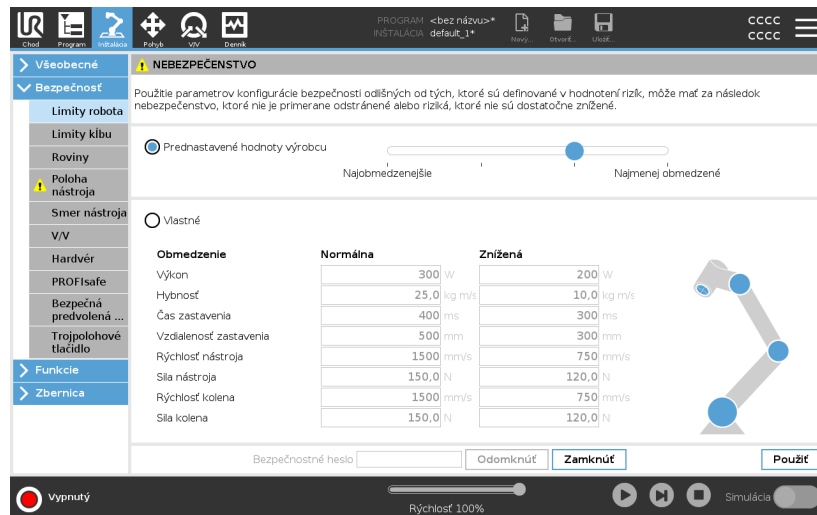 PROGRAM <bez názvu>*
INŠTALÁCIA default_1*
Chod Program Inštalácia Pohyb V/V Denník Nový... Otvoriť... Uložiť...
CCCC
CCCC
Všeobecné
Bezpečnosť
Limity robota
Limity kĺbu
Roviny
Poloha
nástroja
Smer nástroja
V/V
Hardvér
PROFIsafe
Bezpečná
predvolená ...
Trojpolohové
tlačidlo
Funkcie
Zbernica
NEBEZPEČENSTVO
Použitie parametrov konfigurácie bezpečnosti odlišných od tých, ktoré sú definované v hodnotení rizík, môže mať za následok
nebezpečenstvo, ktoré nie je primerane odstránené alebo riziká, ktoré nie sú dostatočne znížené.
Prednastavené hodnoty výrobcu
Najobmedzenejšie Najmenej obmedzené
Vlastné
Obmedzenie Normálna Znížená
Výkon 300 W 200 W
Hybnosť 25,0 kg m/s 10,0 kg m/s
Čas zastavenia 400 ms 300 ms
Vzdialenosť zastavenia 500 mm 300 mm
Rýchlosť nástroja 1500 mm/s 750 mm/s
Sila nástroja 150,0 N 120,0 N
Rýchlosť kolena 1500 mm/s 750 mm/s
Sila kolena 150,0 N 120,0 N
Bezpečnostné heslo Odomknúť Zamknúť Použiť
Vypnutý
Rýchlosť 100%
Simulácia